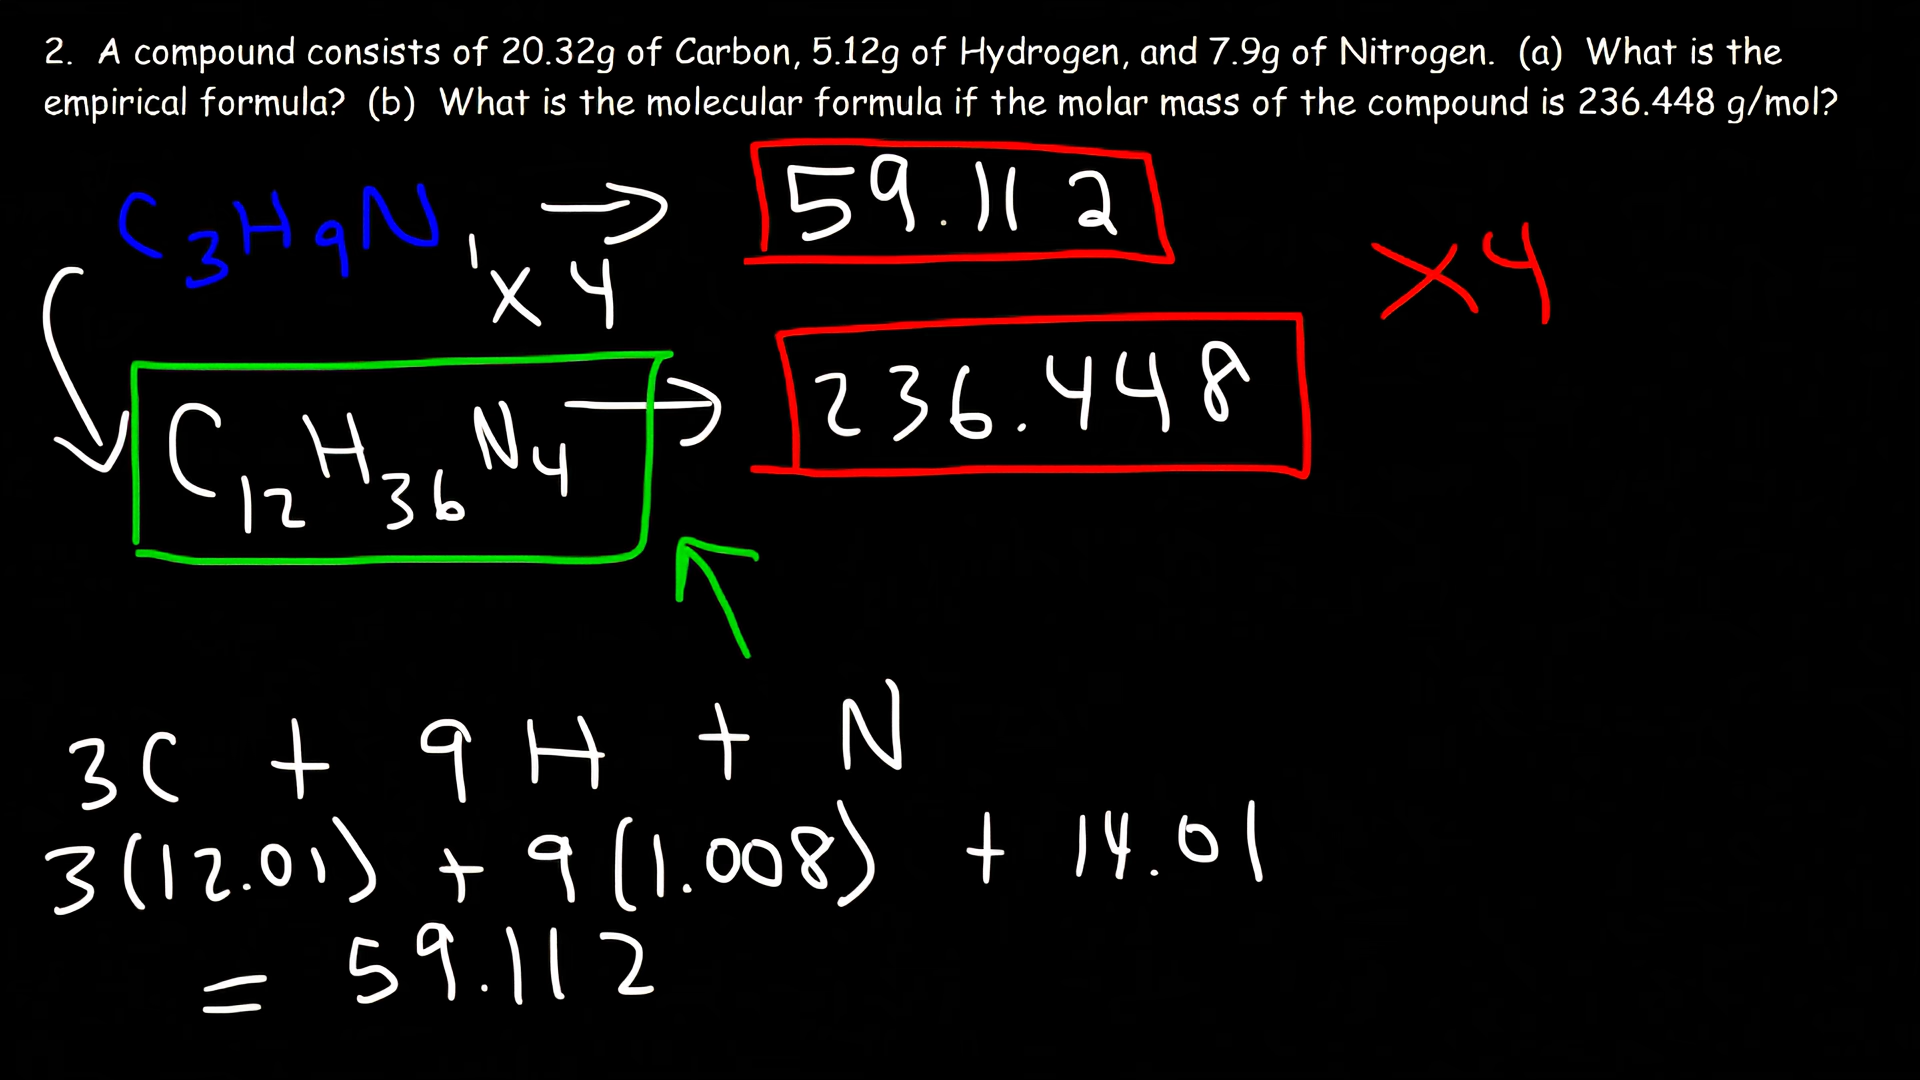 2. A compound consists of 20.32g of Carbon, 5.12g of Hydrogen, and 7.9g of Nitrogen. (a) What is the
empirical formula? (b) What is the molecular formula if the molar mass of the compound is 236.448 g/mol?
C3H9N1 → 59.112
x 4
x4
C12H36N4 → 236.448
3C + 9H + N
3(12.01) + 9(1.008) + 14.01
= 59.112